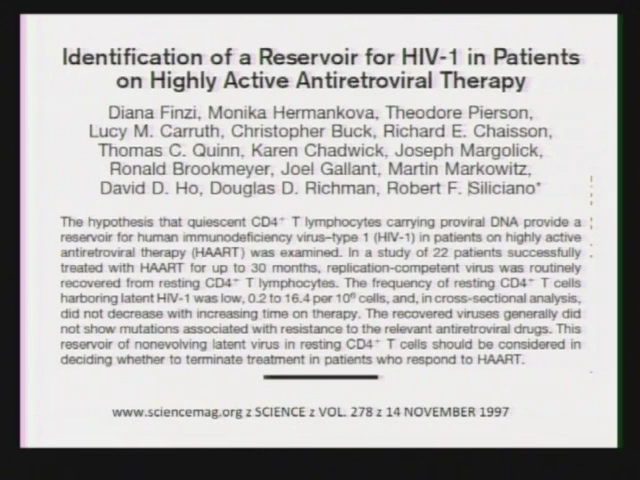 Identification of a Reservoir for HIV-1 in Patients
on Highly Active Antiretroviral Therapy
Diana Finzi, Monika Hermankova, Theodore Pierson,
Lucy M. Carruth, Christopher Buck, Richard E. Chaisson,
Thomas C. Quinn, Karen Chadwick, Joseph Margolick,
Ronald Brookmeyer, Joel Gallant, Martin Markowitz,
David D. Ho, Douglas D. Richman, Robert F. Siliciano*
The hypothesis that quiescent CD4⁺ T lymphocytes carrying proviral DNA provide a
reservoir for human immunodeficiency virus–type 1 (HIV-1) in patients on highly active
antiretroviral therapy (HAART) was examined. In a study of 22 patients successfully
treated with HAART for up to 30 months, replication-competent virus was routinely
recovered from resting CD4⁺ T lymphocytes. The frequency of resting CD4⁺ T cells
harboring latent HIV-1 was low, 0.2 to 16.4 per 10⁶ cells, and, in cross-sectional analysis,
did not decrease with increasing time on therapy. The recovered viruses generally did
not show mutations associated with resistance to the relevant antiretroviral drugs. This
reservoir of nonevolving latent virus in resting CD4⁺ T cells should be considered in
deciding whether to terminate treatment in patients who respond to HAART.
www.sciencemag.org z SCIENCE z VOL. 278 z 14 NOVEMBER 1997